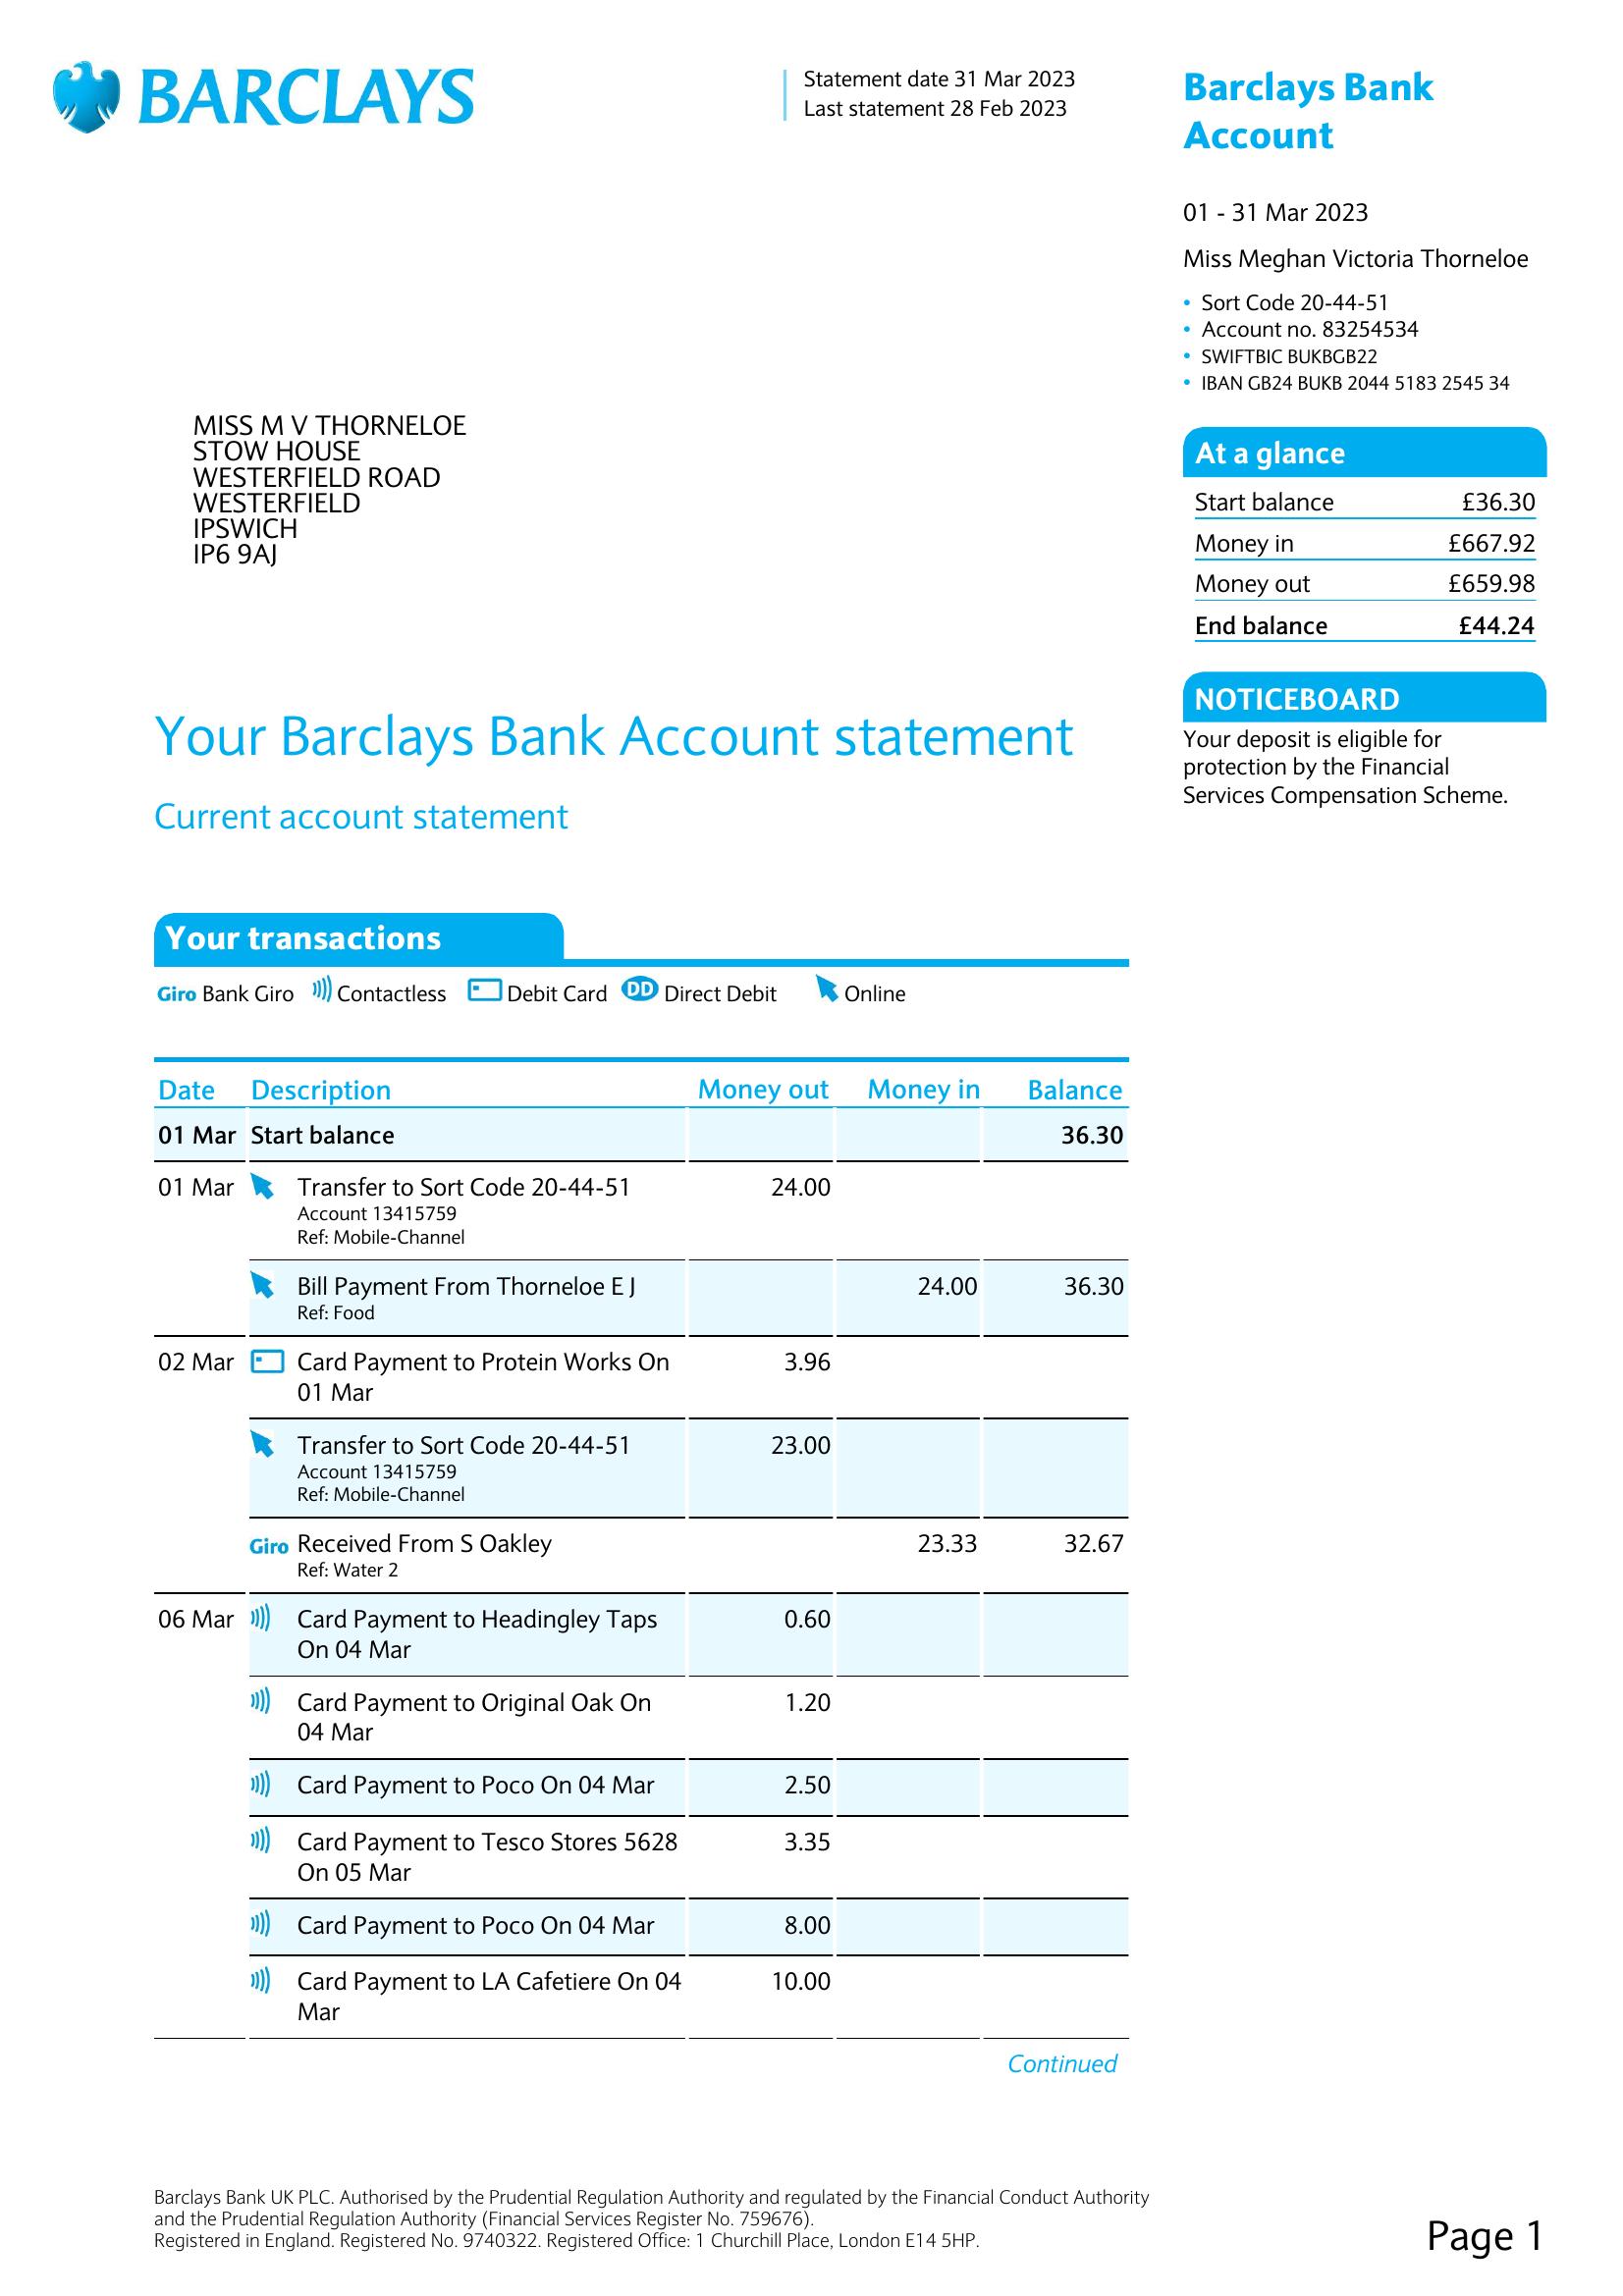 BARCLAYS
Statement date 31 Mar 2023
Last statement 28 Feb 2023
Barclays Bank
Account
01 - 31 Mar 2023
Miss Meghan Victoria Thorneloe
• Sort Code 20-44-51
• Account no. 83254534
• SWIFTBIC BUKBGB22
• IBAN GB24 BUKB 2044 5183 2545 34
MISS M V THORNELOE
STOW HOUSE
WESTERFIELD ROAD
WESTERFIELD
IPSWICH
IP6 9AJ
At a glance
Start balance £36.30
Money in £667.92
Money out £659.98
End balance £44.24
NOTICEBOARD
Your deposit is eligible for
protection by the Financial
Services Compensation Scheme.
Your Barclays Bank Account statement
Current account statement
Your transactions
Giro Bank Giro Contactless Debit Card DD Direct Debit Online
Date Description Money out Money in Balance
01 Mar Start balance 36.30
01 Mar Transfer to Sort Code 20-44-51 24.00
Account 13415759
Ref: Mobile-Channel
Bill Payment From Thorneloe E J 24.00 36.30
Ref: Food
02 Mar Card Payment to Protein Works On 3.96
01 Mar
Transfer to Sort Code 20-44-51 23.00
Account 13415759
Ref: Mobile-Channel
Giro Received From S Oakley 23.33 32.67
Ref: Water 2
06 Mar Card Payment to Headingley Taps 0.60
On 04 Mar
Card Payment to Original Oak On 1.20
04 Mar
Card Payment to Poco On 04 Mar 2.50
Card Payment to Tesco Stores 5628 3.35
On 05 Mar
Card Payment to Poco On 04 Mar 8.00
Card Payment to LA Cafetiere On 04 10.00
Mar
Continued
Barclays Bank UK PLC. Authorised by the Prudential Regulation Authority and regulated by the Financial Conduct Authority
and the Prudential Regulation Authority (Financial Services Register No. 759676).
Registered in England. Registered No. 9740322. Registered Office: 1 Churchill Place, London E14 5HP.
Page 1